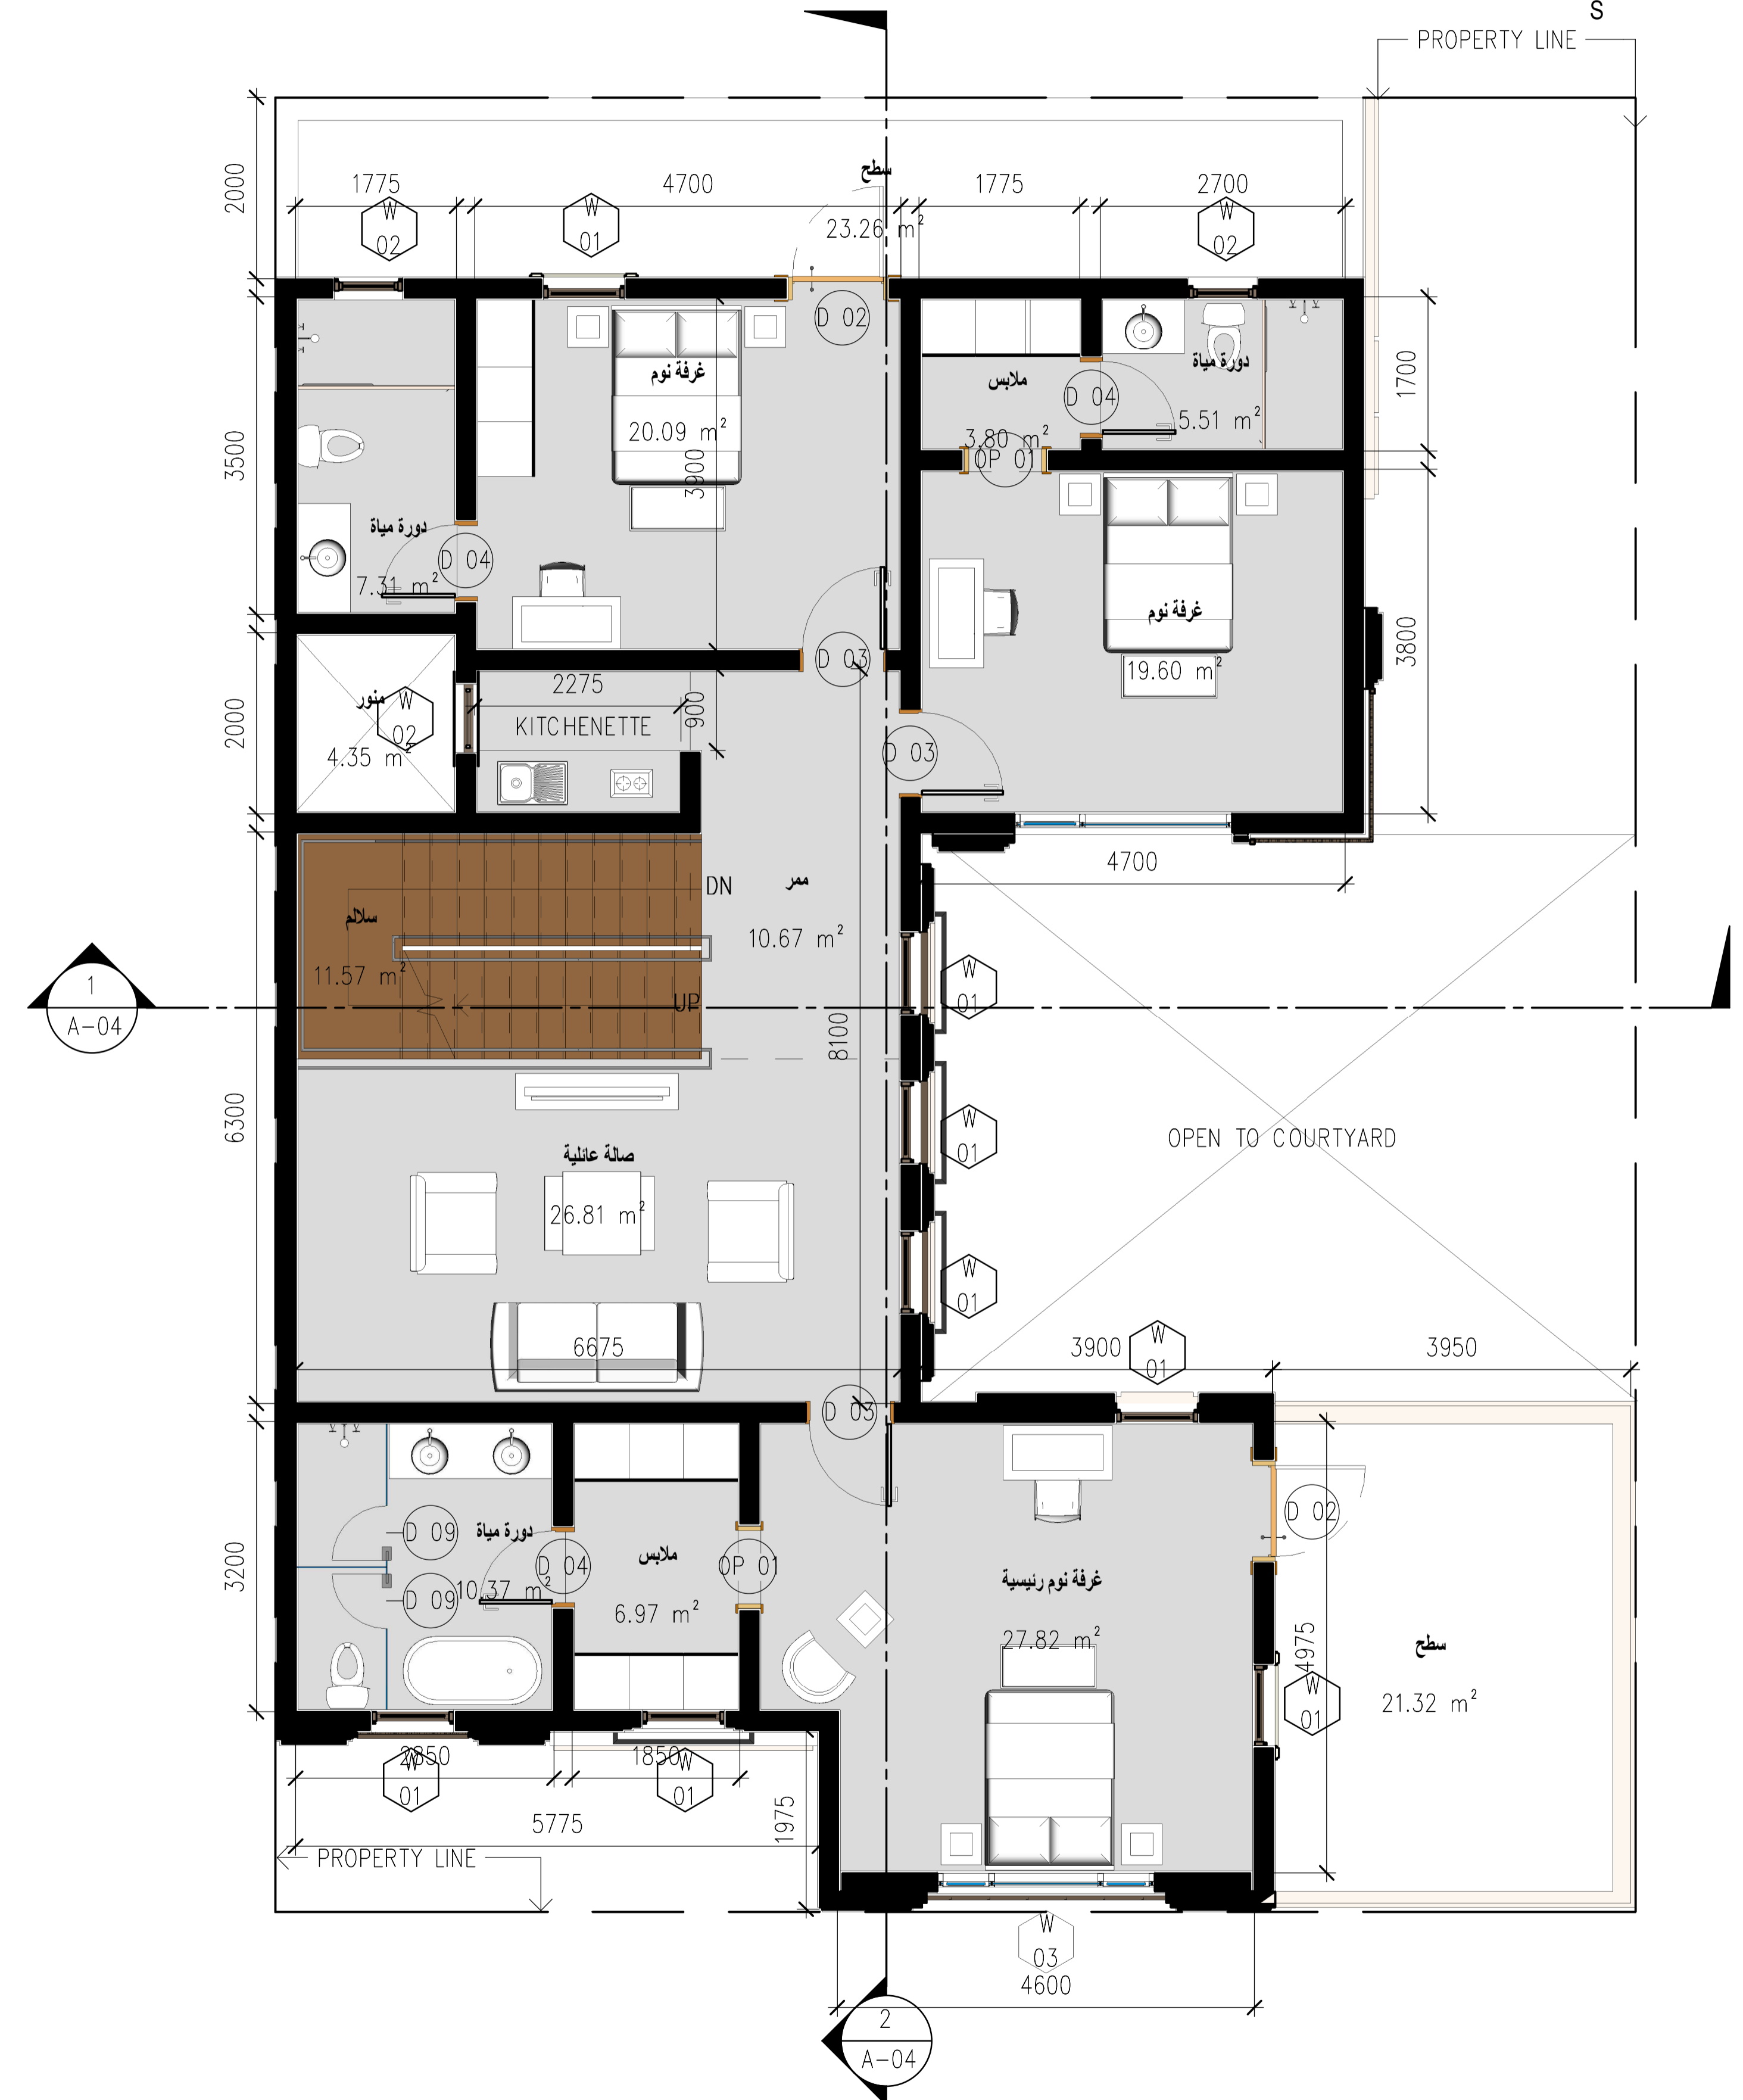 S
PROPERTY LINE
2000
1775
4700
سطح
1775
2700
W
02
W
01
23.26 m²
W
02
D 02
3500
غرفة نوم
20.09 m²
3900
ملابس
3.80 m²
D 04
دورة مياة
5.51 m²
1700
OP 01
دورة مياة
7.31 m²
D 04
غرفة نوم
19.60 m²
3800
D 03
2000
منور
W
02
4.35 m²
2275
KITCHENETTE
900
D 03
4700
DN
ممر
10.67 m²
سلالم
11.57 m²
UP
W
01
1
A-04
8100
6300
W
01
OPEN TO COURTYARD
صالة عائلية
26.81 m²
W
01
6675
3900
W
01
3950
D 03
3200
D 09
دورة مياة
D 09
10.37 m²
D 04
ملابس
6.97 m²
OP 01
غرفة نوم رئيسية
27.82 m²
D 02
4975
W
01
سطح
21.32 m²
2850
W
01
1850
W
01
5775
1975
PROPERTY LINE
W
03
4600
2
A-04